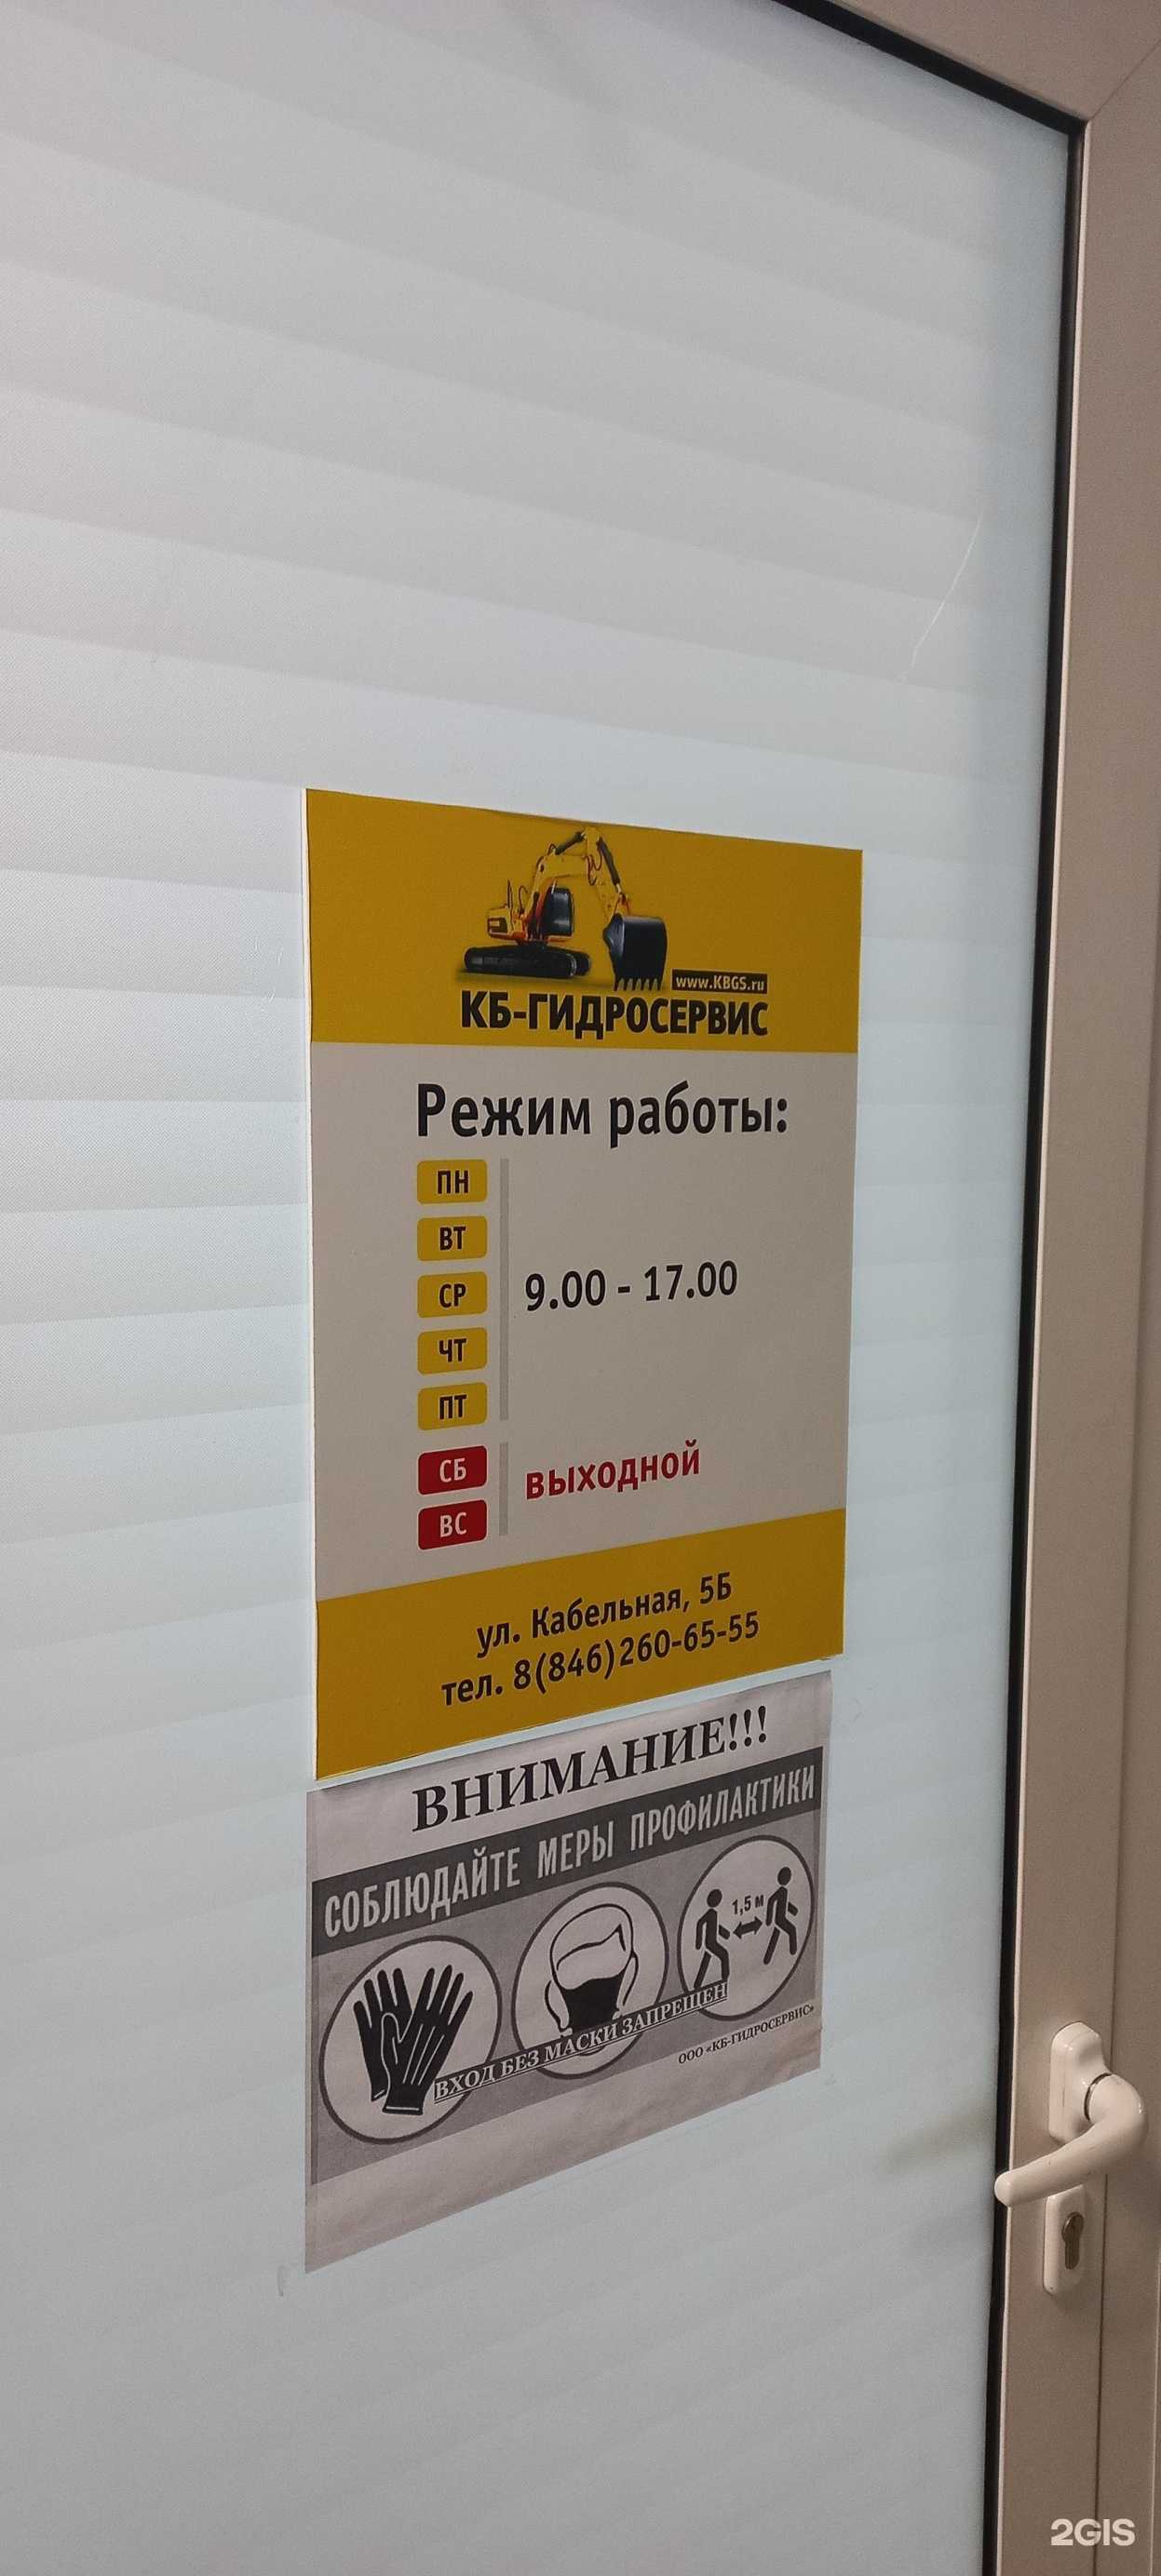 www.KBGS.ru
КБ-ГИДРОСЕРВИС
Режим работы:
ПН
ВТ
СР
9.00 - 17.00
ЧТ
ПТ
СБ
ВС
выходной
ул. Кабельная, 5Б
тел. 8(846)260-65-55
ВНИМАНИЕ!!!
СОБЛЮДАЙТЕ МЕРЫ ПРОФИЛАКТИКИ
1,5 м
ВХОД БЕЗ МАСКИ ЗАПРЕЩЕН
ООО «КБ-ГИДРОСЕРВИС»
2GIS